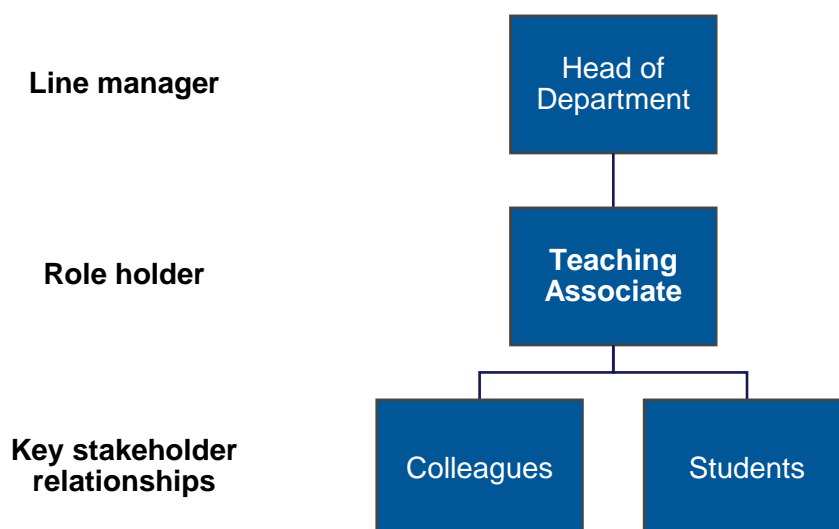 Line manager
Head of
Department
Role holder
Teaching
Associate
Key stakeholder
relationships
Colleagues
Students